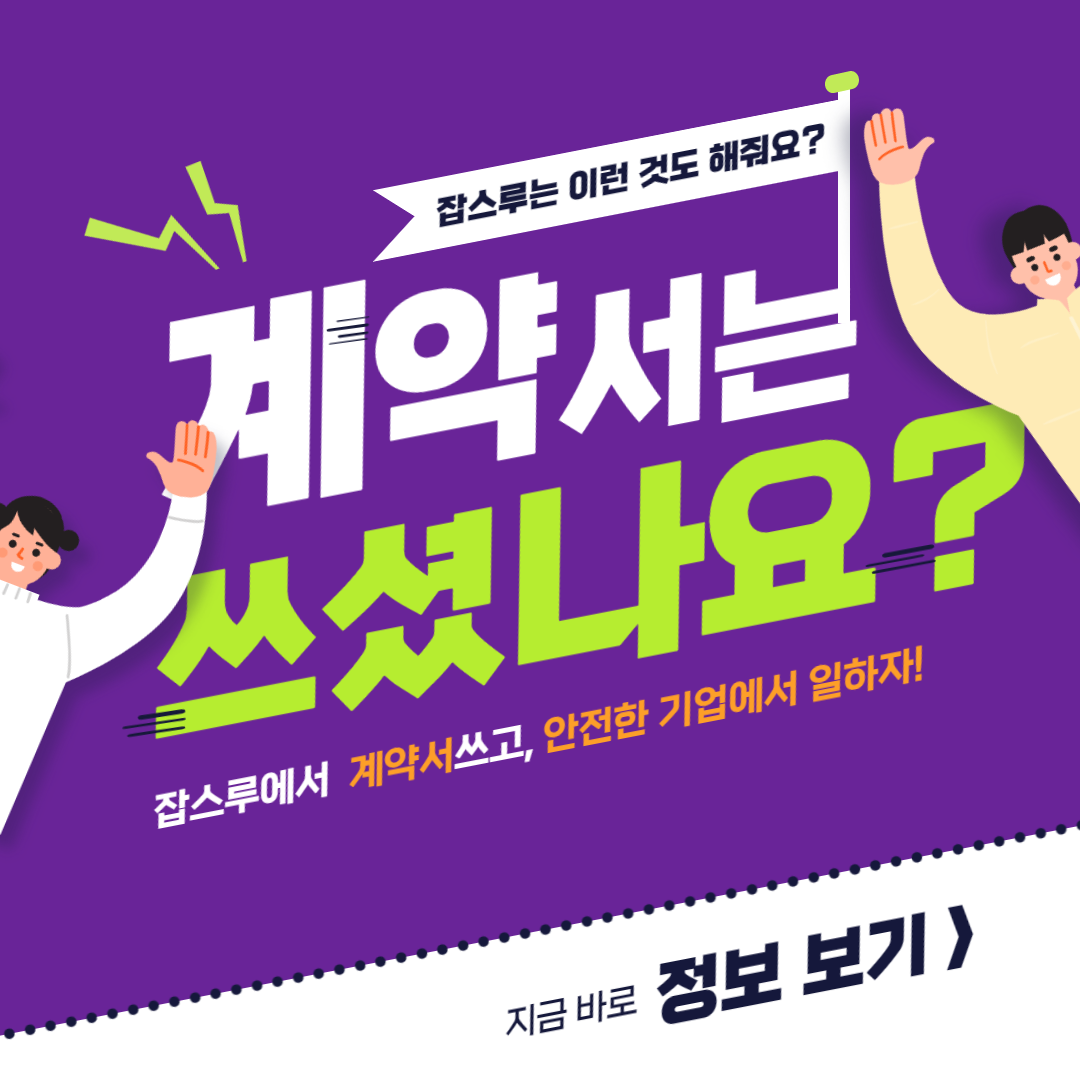 잡스루는 이런 것도 해줘요?
계약서는
쓰셨나요?
잡스루에서 계약서쓰고, 안전한 기업에서 일하자!
지금 바로 정보 보기 ⟩